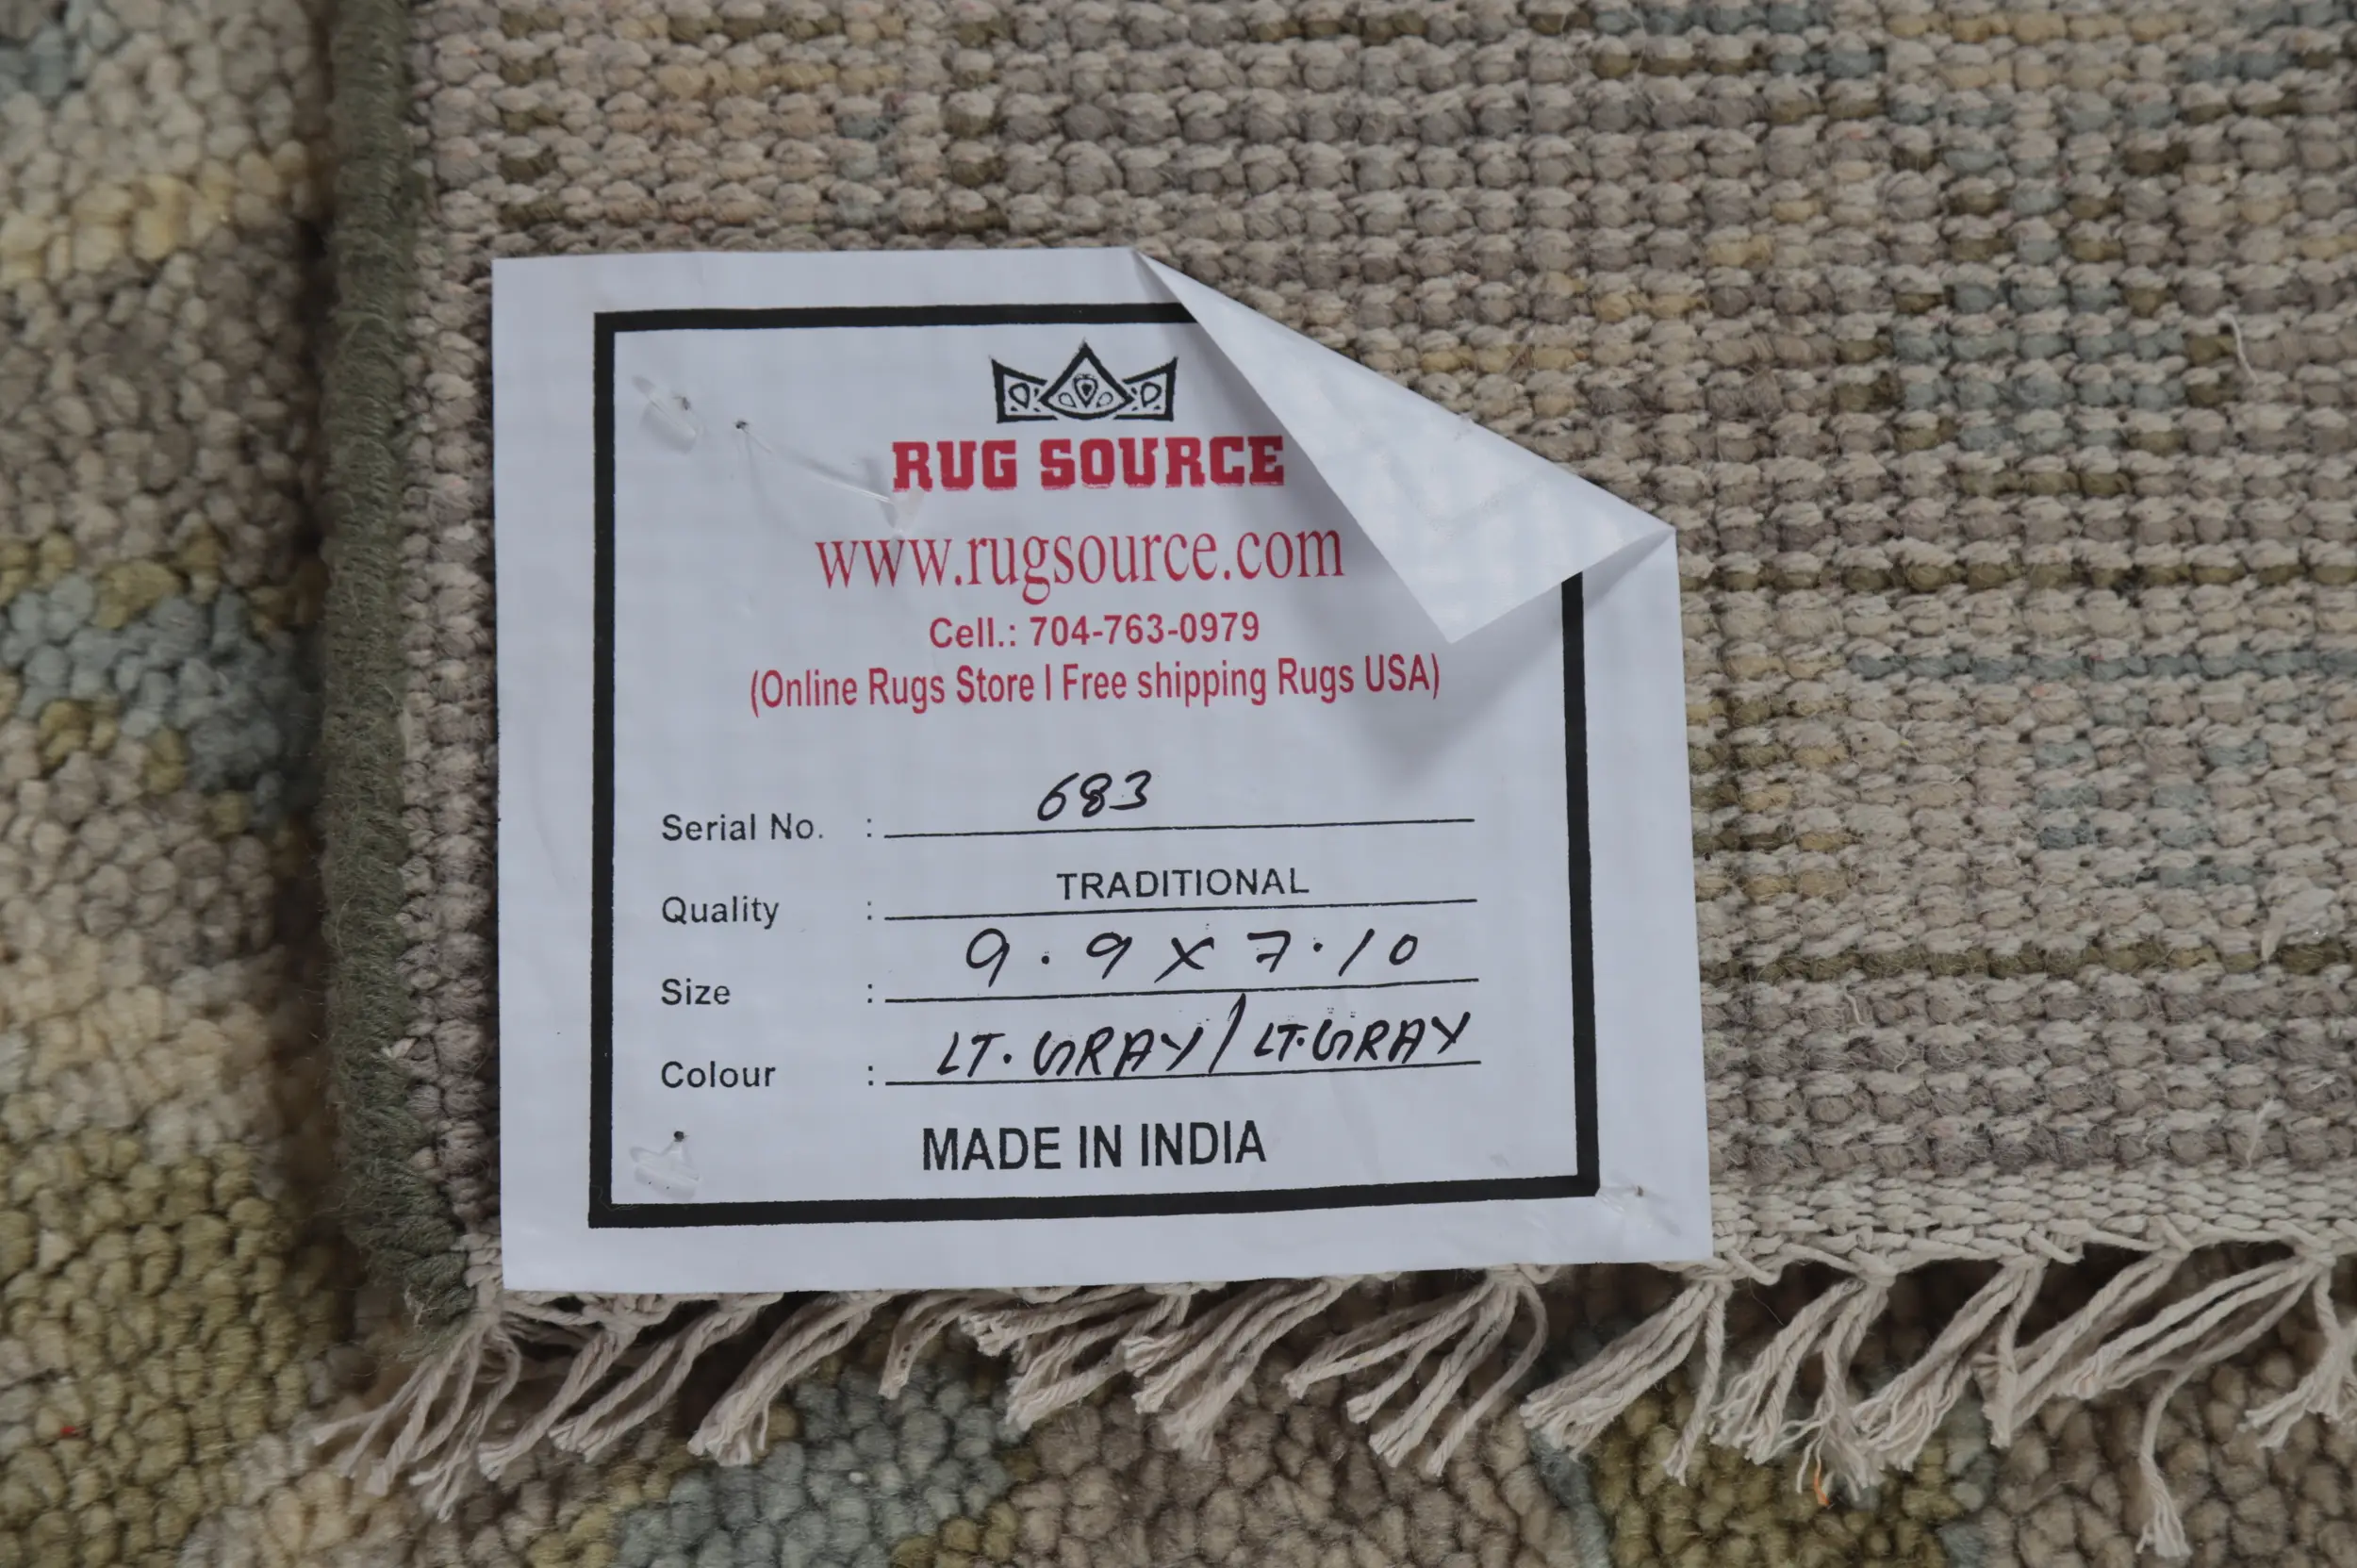 RUG SOURCE
www.rugsource.com
Cell.: 704-763-0979
(Online Rugs Store I Free shipping Rugs USA)
Serial No. : 683
Quality : TRADITIONAL
Size : 9.9 X 7.10
Colour : LT. GRAY / LT. GRAY
MADE IN INDIA